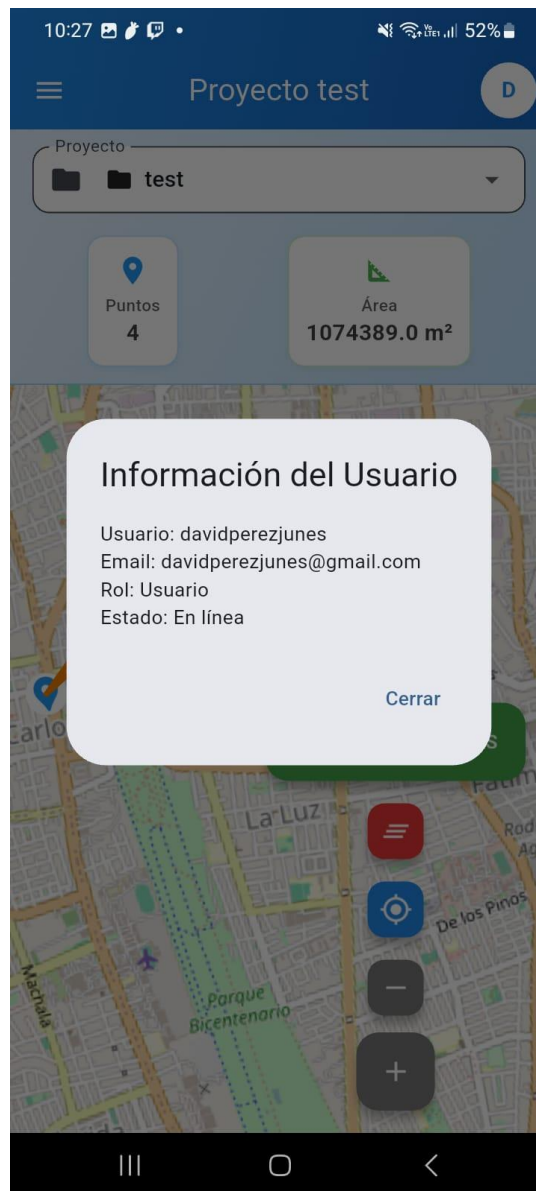 10:27
52%
Proyecto test
D
Proyecto
test
Puntos
4
Área
1074389.0 m²
Información del Usuario
Usuario: davidperezjunes
Email: davidperezjunes@gmail.com
Rol: Usuario
Estado: En línea
Cerrar
Carlo
s
La Luz
De los Pinos
Machala
Parque
Bicentenario